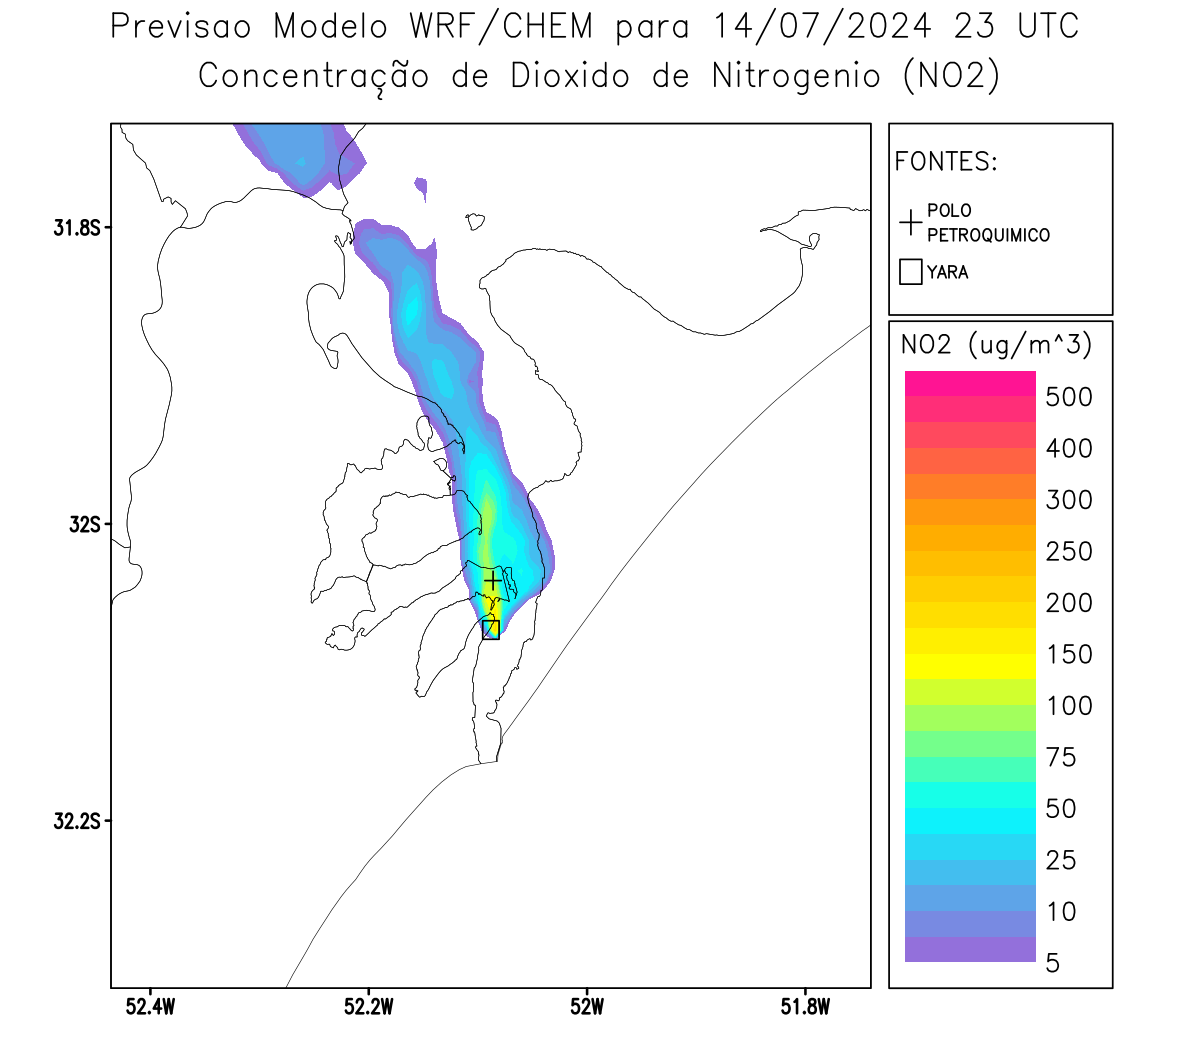 Previsao Modelo WRF/CHEM para 14/07/2024 23 UTC
Concentração de Dioxido de Nitrogenio (NO2)
FONTES:
POLO
PETROQUIMICO
YARA
NO2 (ug/m^3)
500
400
300
250
200
150
100
75
50
25
10
5
31.8S
32S
32.2S
52.4W
52.2W
52W
51.8W